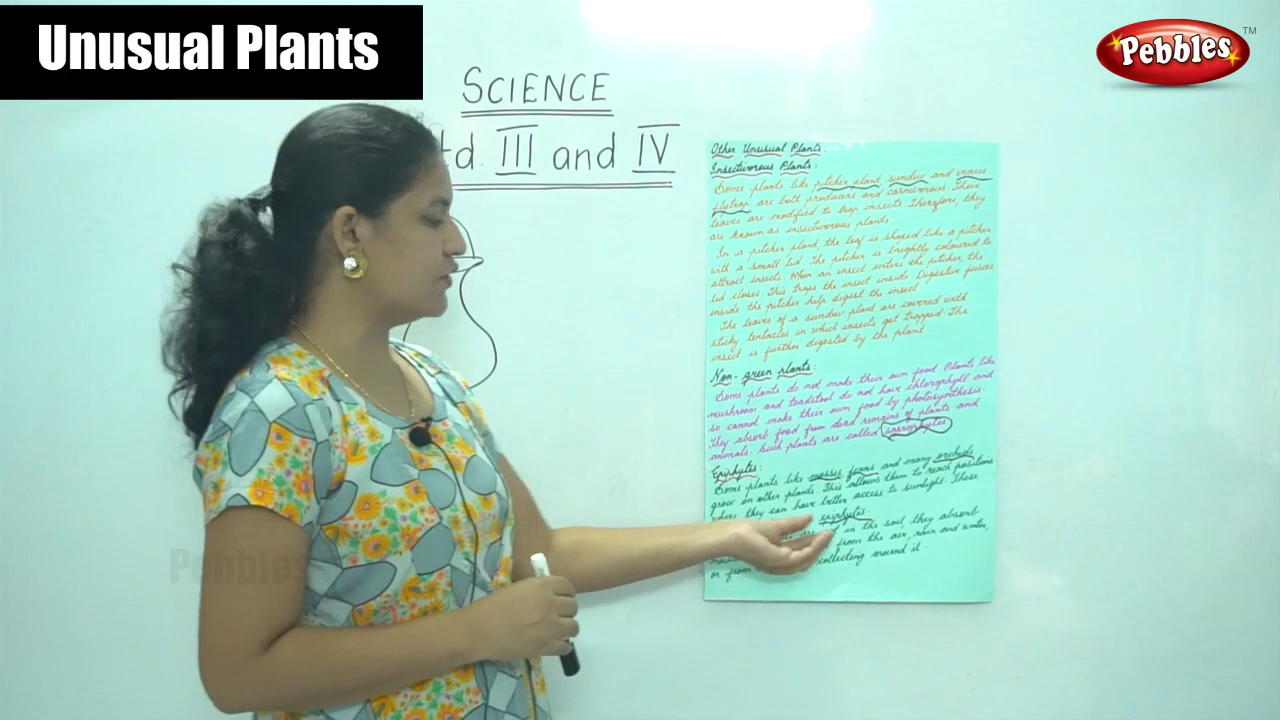 Unusual Plants
Pebbles TM
SCIENCE
td. III and IV
Other Unusual Plants:
Insectivorous Plants:
Some plants like pitcher plant sundew and venus
flytrap are both producers and carnivorous. Their
leaves are modified to trap insects. Therefore, they
are known as insectivorous plants.
In a pitcher plant, the leaf is shaped like a pitcher
with a small lid. The pitcher is brightly coloured to
attract insects. When an insect enters the pitcher, the
lid closes. This traps the insect inside. Digestive juices
inside the pitcher help digest the insect
The leaves of a sundew plant are covered with
sticky tentacles in which insects get trapped. The
insect is further digested by the plant.
Non-green plants:
Some plants do not make their own food. Plants like
mushroom and toadstool do not have chlorophyll and
so cannot make their own food by photosynthesis.
They absorb food from dead remains of plants and
animals. Such plants are called saprophytes
Epiphytes:
Some plants like mosses ferns and many orchids
grow on other plants. This allows them to reach positions
where they can have better access to sunlight. These
epiphytes.
in the soil, they absorb
from the air, rain and water,
or from collecting around it.
Pebbles